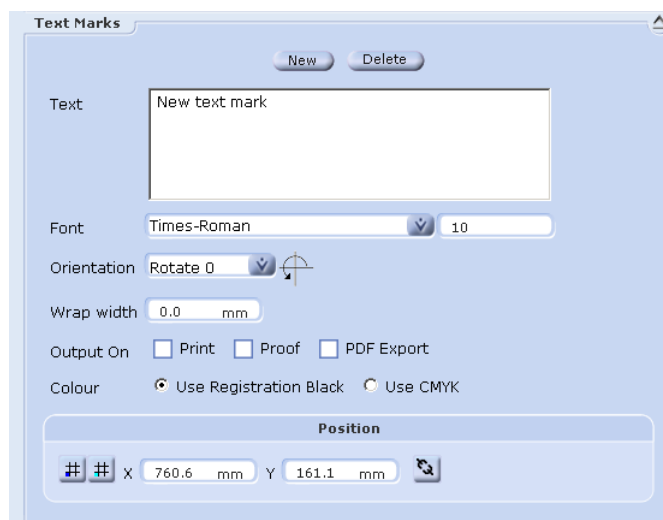 Text Marks
New Delete
Text New text mark
Font Times-Roman 10
Orientation Rotate 0
Wrap width 0.0 mm
Output On Print Proof PDF Export
Colour Use Registration Black Use CMYK
Position
X 760.6 mm Y 161.1 mm